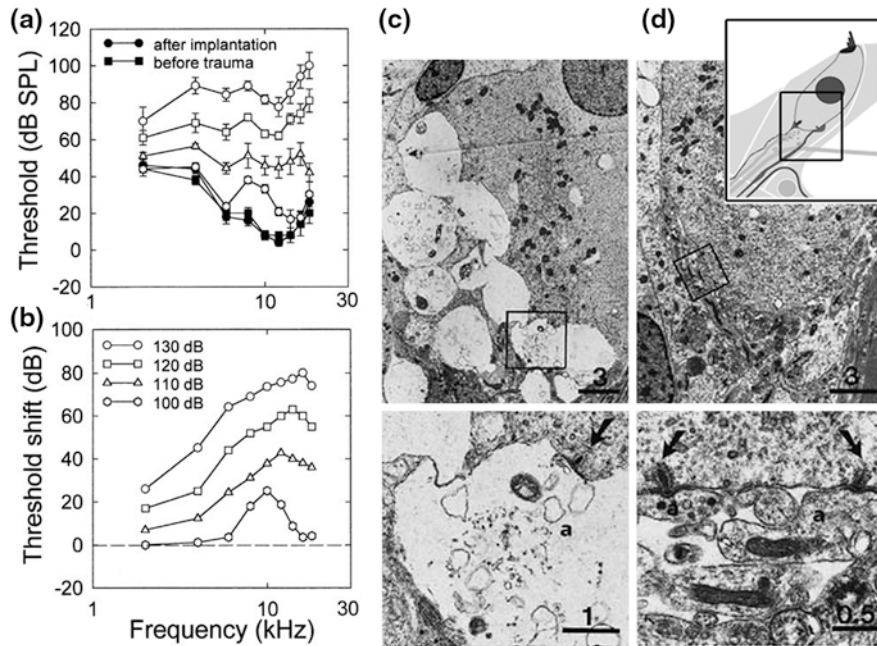 (a)
Threshold (dB SPL)
120
100
80
60
40
20
0
-20
after implantation
before trauma
1
10
30
(b)
Threshold shift (dB)
100
80
60
40
20
0
-20
130 dB
120 dB
110 dB
100 dB
1
10
30
Frequency (kHz)
(c)
3
a
1
(d)
3
a
a
0.5